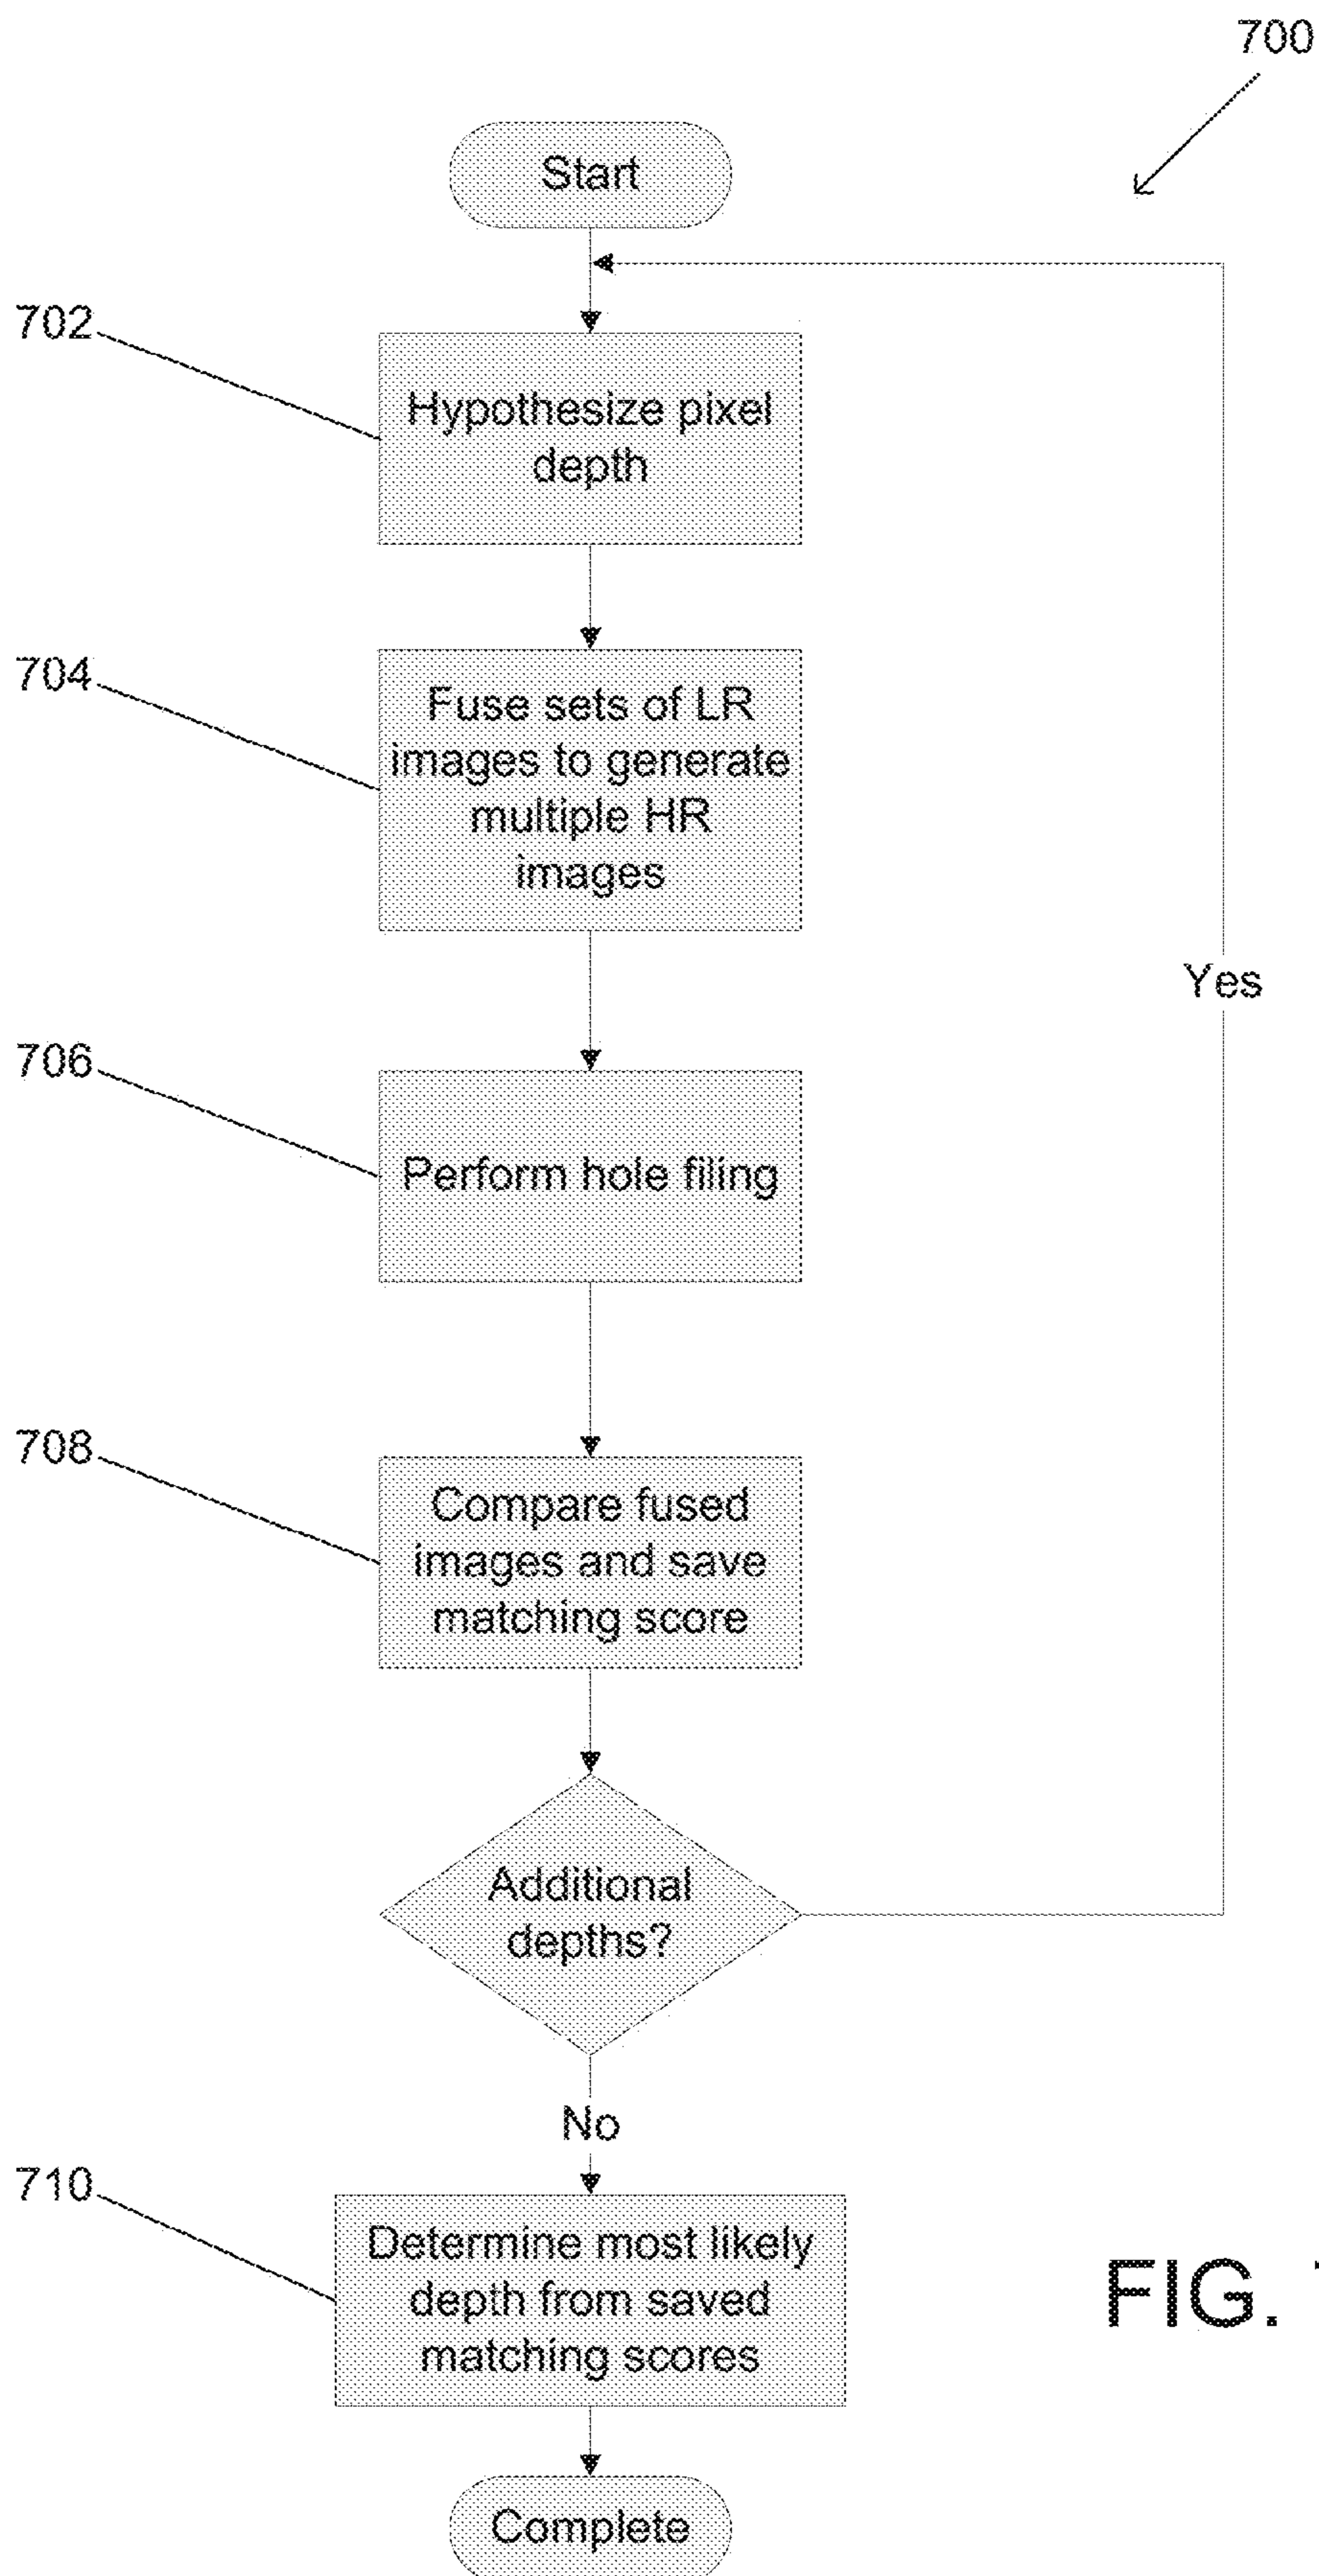 700
Start
702
Hypothesize pixel
depth
704
Fuse sets of LR
images to generate
multiple HR
images
Yes
706
Perform hole filing
708
Compare fused
images and save
matching score
Additional
depths?
No
710
Determine most likely
depth from saved
matching scores
FIG.
Complete